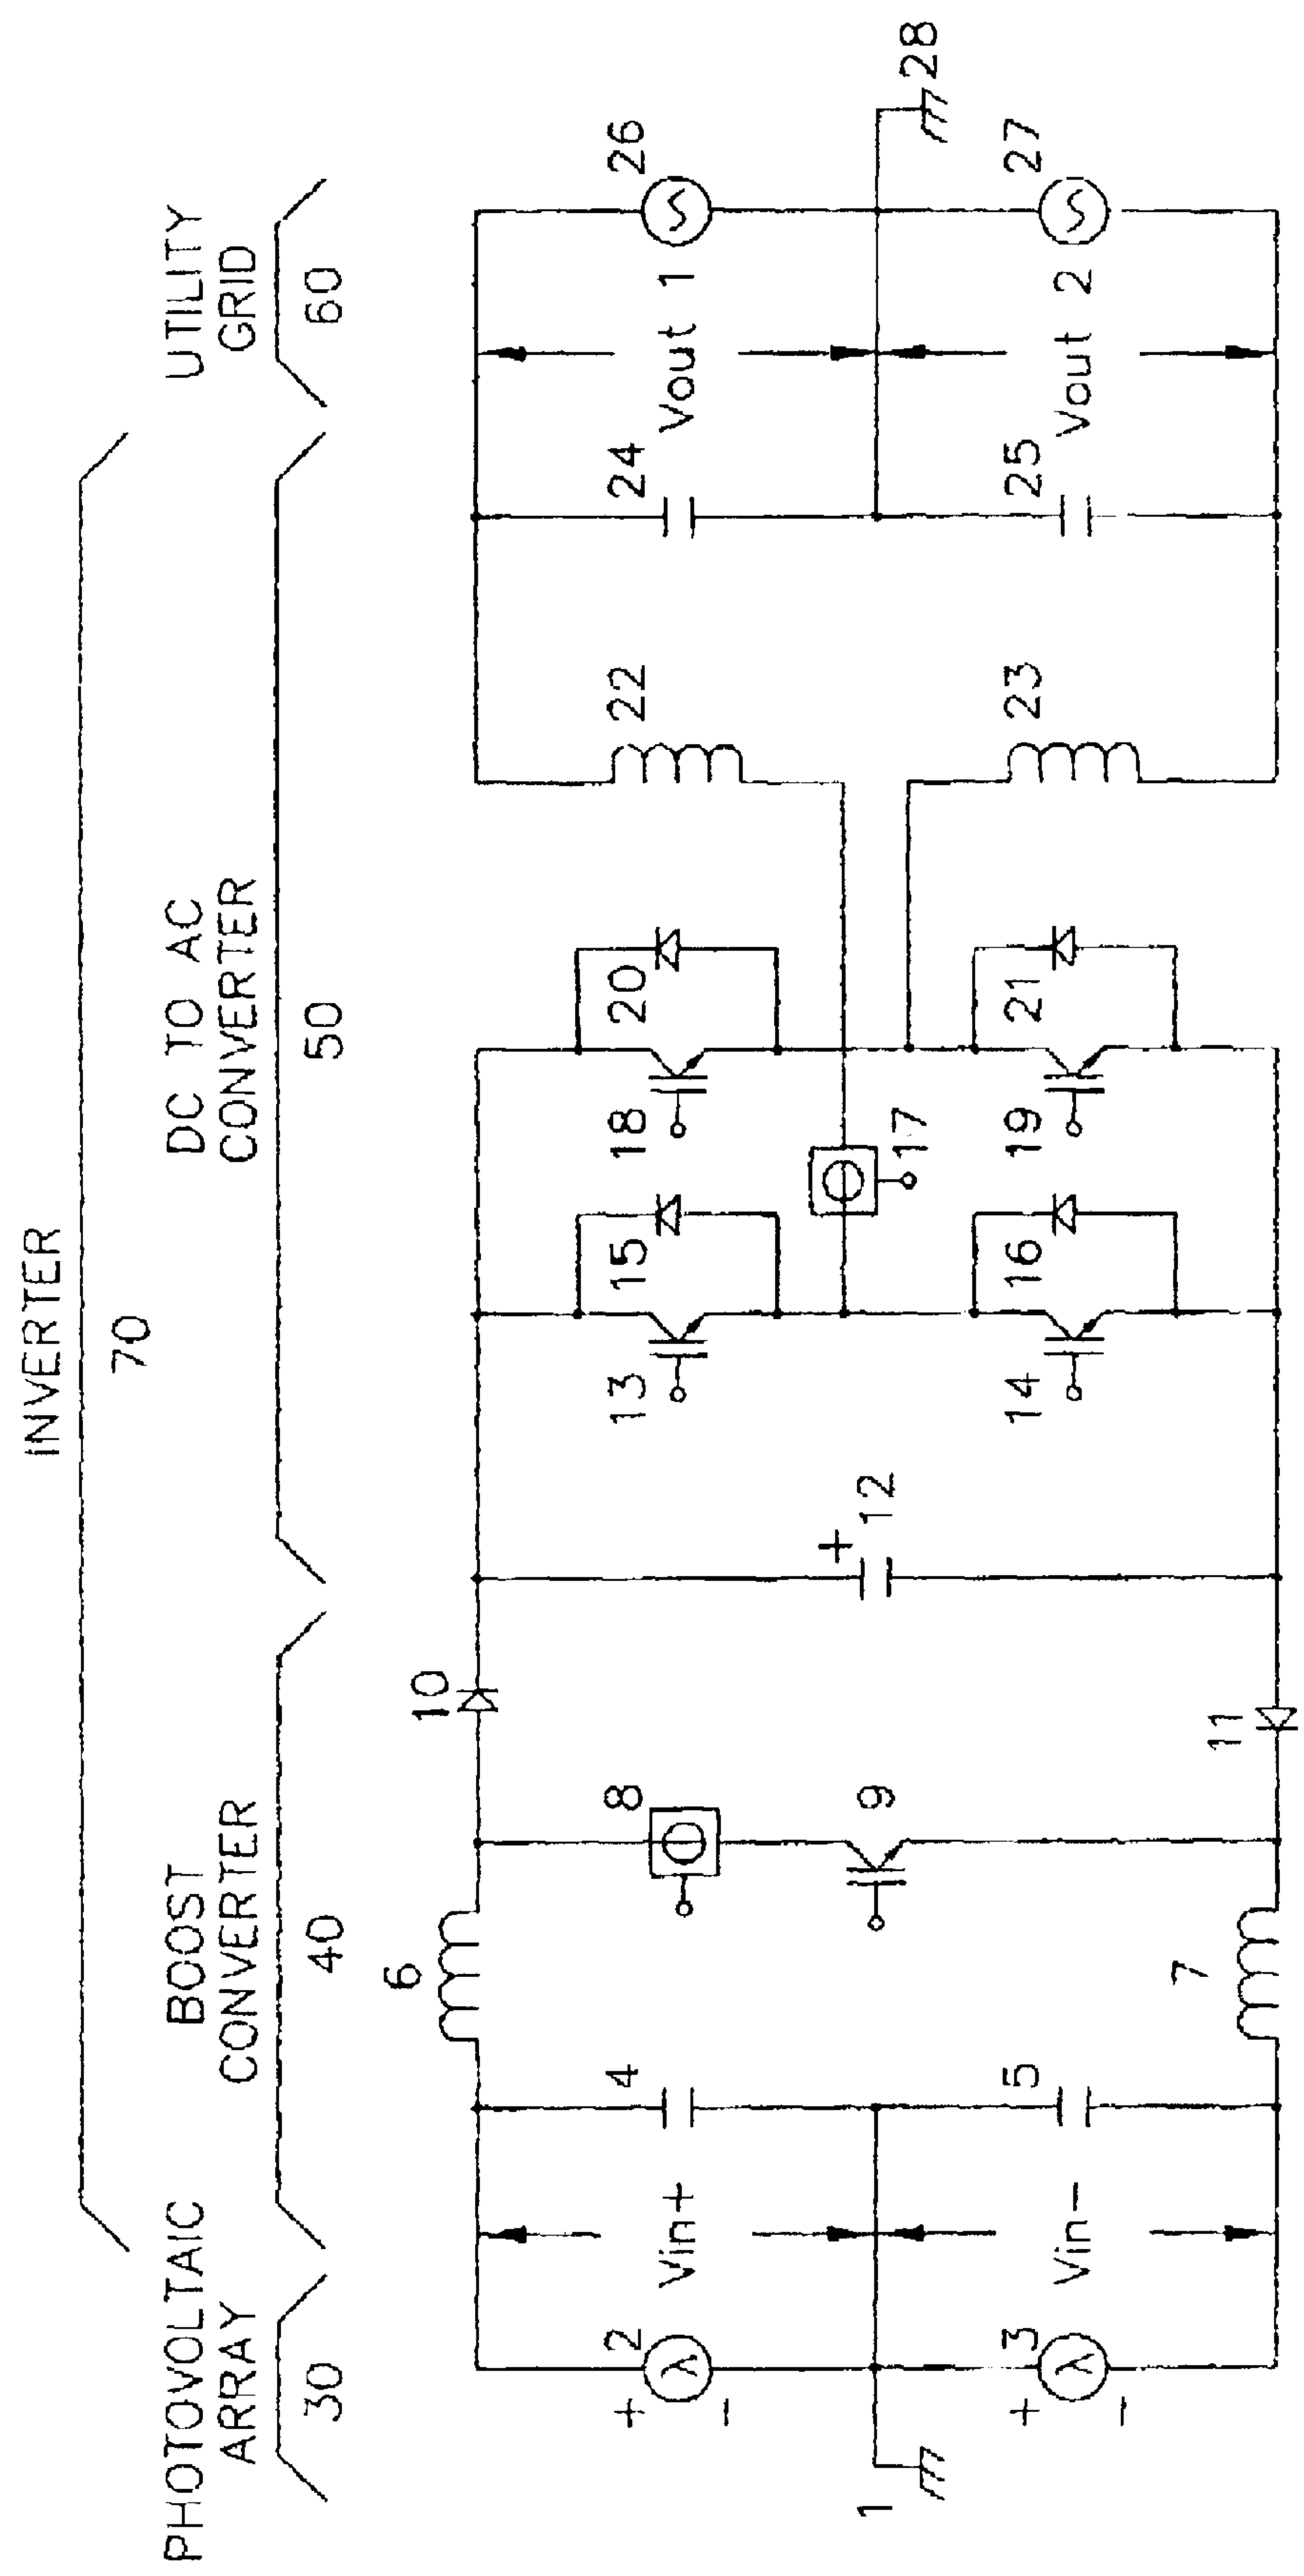 INVERTER
70
PHOTOVOLTAIC
ARRAY
30
BOOST
CONVERTER
40
DC TO AC
CONVERTER
50
UTILITY
GRID
60
1
+
2
-
+
3
-
Vin+
Vin-
4
5
6
7
8
9
10
11
+
12
13
14
15
16
17
18
19
20
21
22
23
24
25
Vout 1
Vout 2
26
27
28